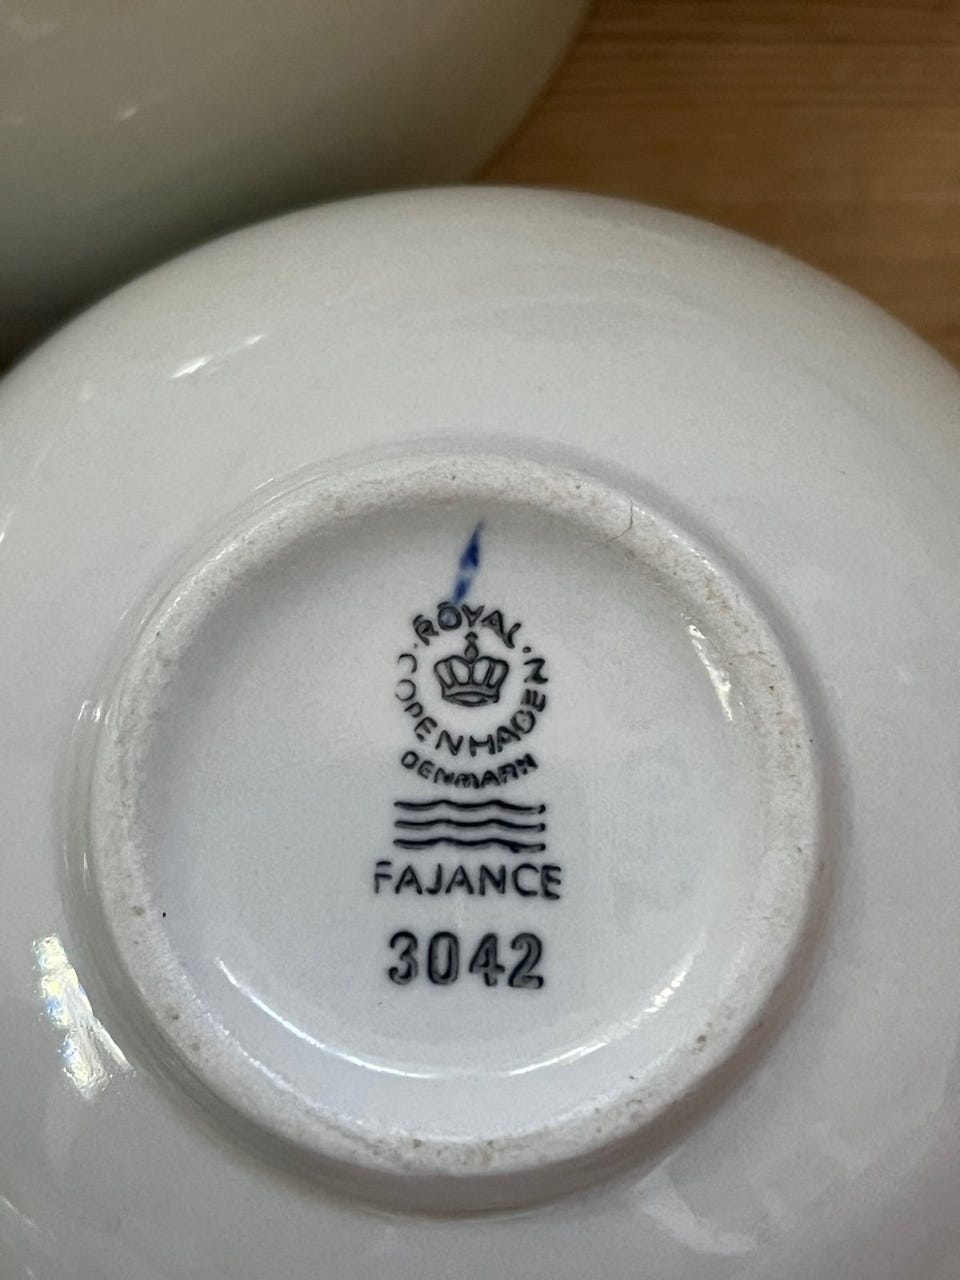 ROYAL
COPENHAGEN
DENMARK
FAJANCE
3042